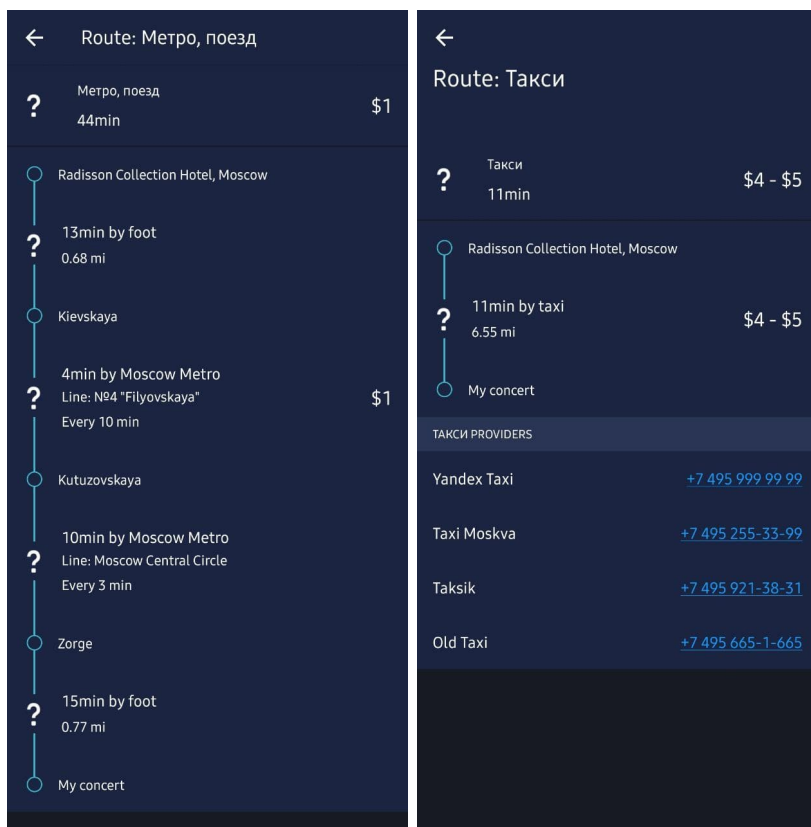 Route: Метро, поезд
Метро, поезд
44min
$1
Radisson Collection Hotel, Moscow
13min by foot
0.68 mi
Kievskaya
4min by Moscow Metro
Line: №4 "Filyovskaya"
$1
Every 10 min
Kutuzovskaya
10min by Moscow Metro
Line: Moscow Central Circle
Every 3 min
Zorge
15min by foot
0.77 mi
My concert
Route: Такси
Такси
11min
$4 - $5
Radisson Collection Hotel, Moscow
11min by taxi
6.55 mi
$4 - $5
My concert
ТАКСИ PROVIDERS
Yandex Taxi +7 495 999 99 99
Taxi Moskva +7 495 255-33-99
Taksik +7 495 921-38-31
Old Taxi +7 495 665-1-665